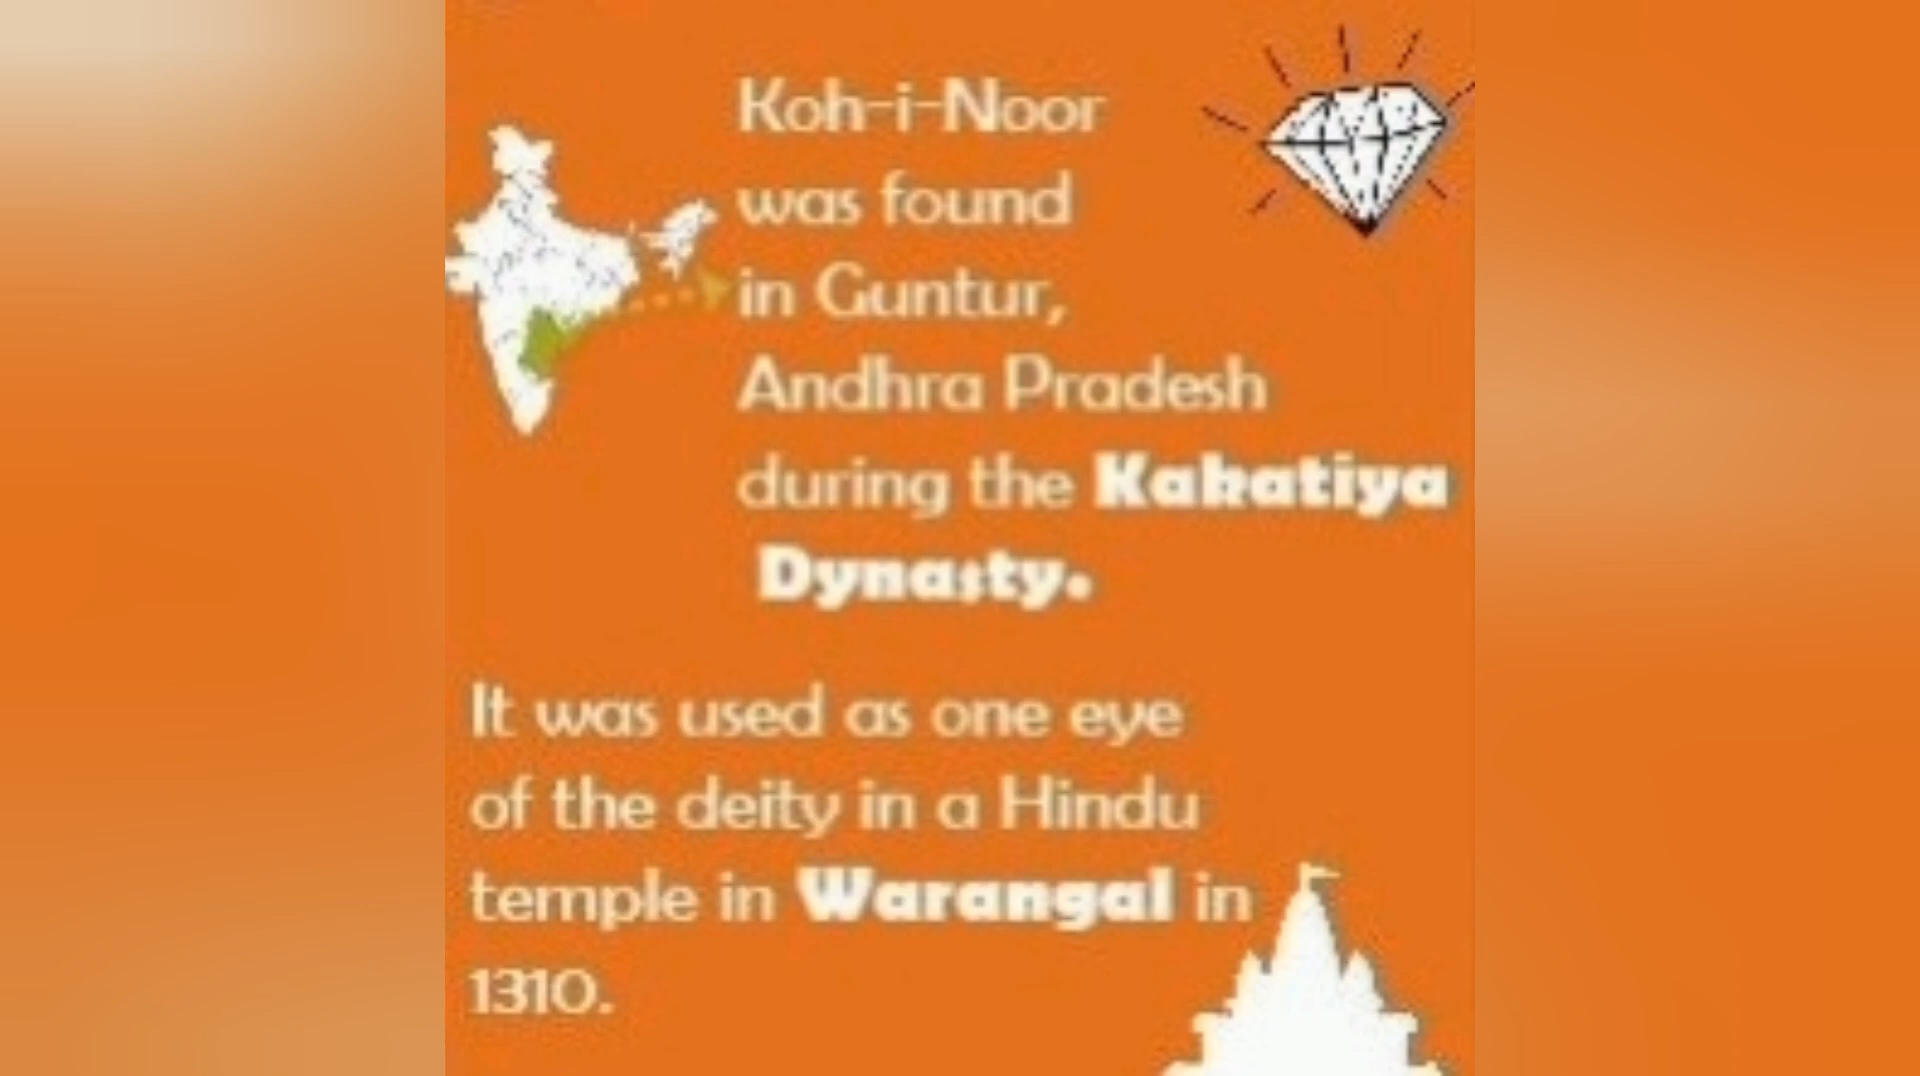 Koh-i-Noor
was found
in Guntur,
Andhra Pradesh
during the Kakatiya
Dynasty.
It was used as one eye
of the deity in a Hindu
temple in Warangal in
1310.